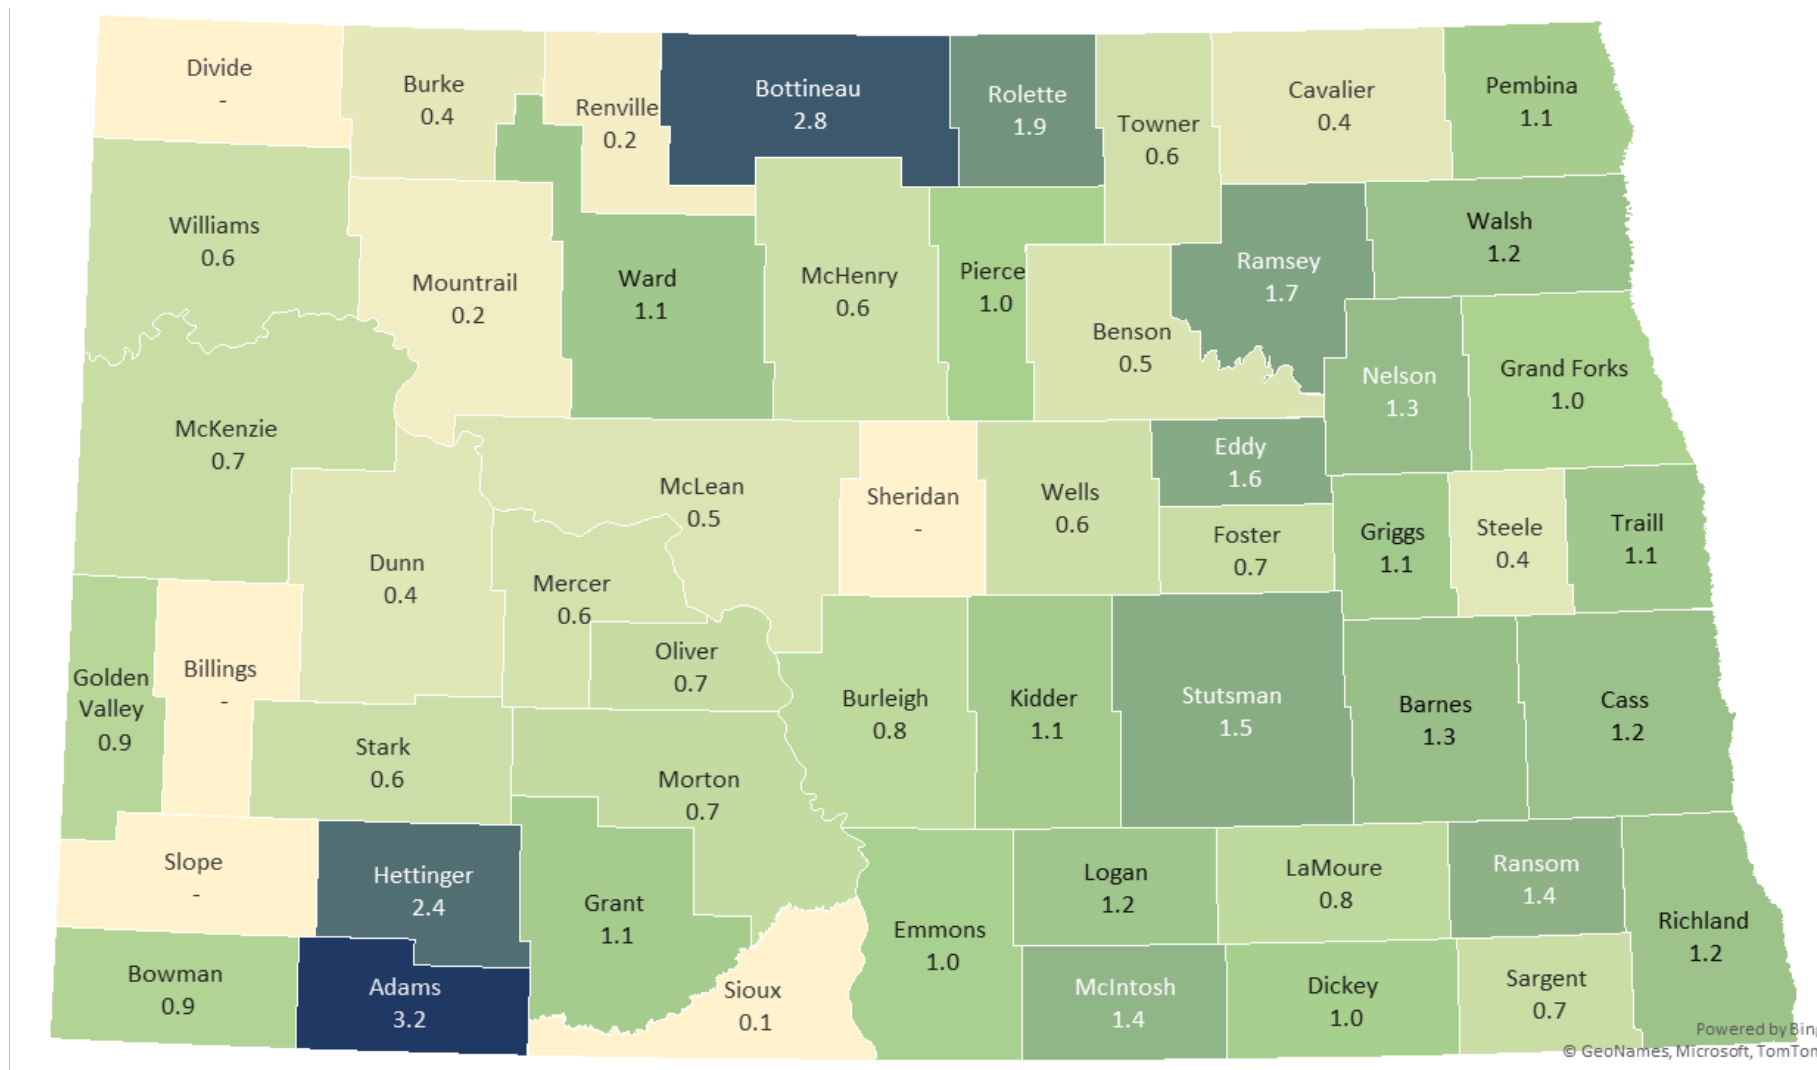 Divide
-
Burke
0.4
Renville
0.2
Bottineau
2.8
Rolette
1.9
Towner
0.6
Cavalier
0.4
Pembina
1.1
Williams
0.6
Mountrail
0.2
Ward
1.1
McHenry
0.6
Pierce
1.0
Benson
0.5
Ramsey
1.7
Walsh
1.2
Nelson
1.3
Grand Forks
1.0
McKenzie
0.7
Dunn
0.4
McLean
0.5
Mercer
0.6
Oliver
0.7
Sheridan
-
Wells
0.6
Eddy
1.6
Foster
0.7
Griggs
1.1
Steele
0.4
Traill
1.1
Golden
Valley
0.9
Billings
-
Stark
0.6
Morton
0.7
Burleigh
0.8
Kidder
1.1
Stutsman
1.5
Barnes
1.3
Cass
1.2
Slope
-
Hettinger
2.4
Grant
1.1
Emmons
1.0
Logan
1.2
LaMoure
0.8
Ransom
1.4
Richland
1.2
Bowman
0.9
Adams
3.2
Sioux
0.1
McIntosh
1.4
Dickey
1.0
Sargent
0.7
Powered by Bing
© GeoNames, Microsoft, TomTom